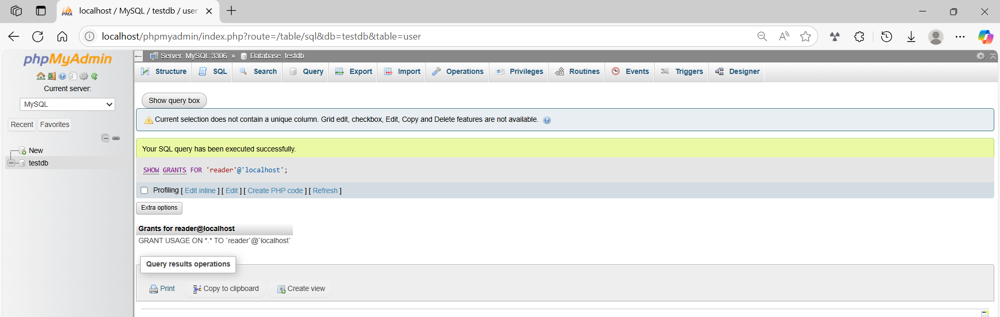 localhost / MySQL / testdb / user
localhost/phpmyadmin/index.php?route=/table/sql&db=testdb&table=user
phpMyAdmin
Current server:
MySQL
Recent Favorites
New
testdb
Server: MySQL:3306 » Database: testdb
Structure SQL Search Query Export Import Operations Privileges Routines Events Triggers Designer
Show query box
Current selection does not contain a unique column. Grid edit, checkbox, Edit, Copy and Delete features are not available.
Your SQL query has been executed successfully.
SHOW GRANTS FOR 'reader'@'localhost';
Profiling [ Edit inline ] [ Edit ] [ Create PHP code ] [ Refresh ]
Extra options
Grants for reader@localhost
GRANT USAGE ON *.* TO `reader`@`localhost`
Query results operations
Print Copy to clipboard Create view